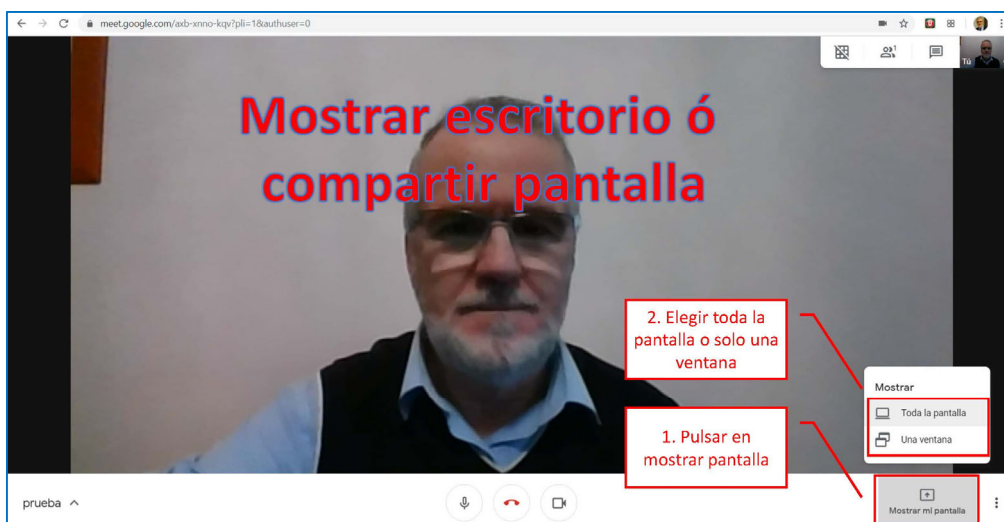 meet.google.com/axb-xnno-kqv?pli=1&authuser=0
1
Tú
Mostrar escritorio ó
compartir pantalla
2. Elegir toda la
pantalla o solo una
ventana
Mostrar
Toda la pantalla
Una ventana
1. Pulsar en
mostrar pantalla
prueba
Mostrar mi pantalla